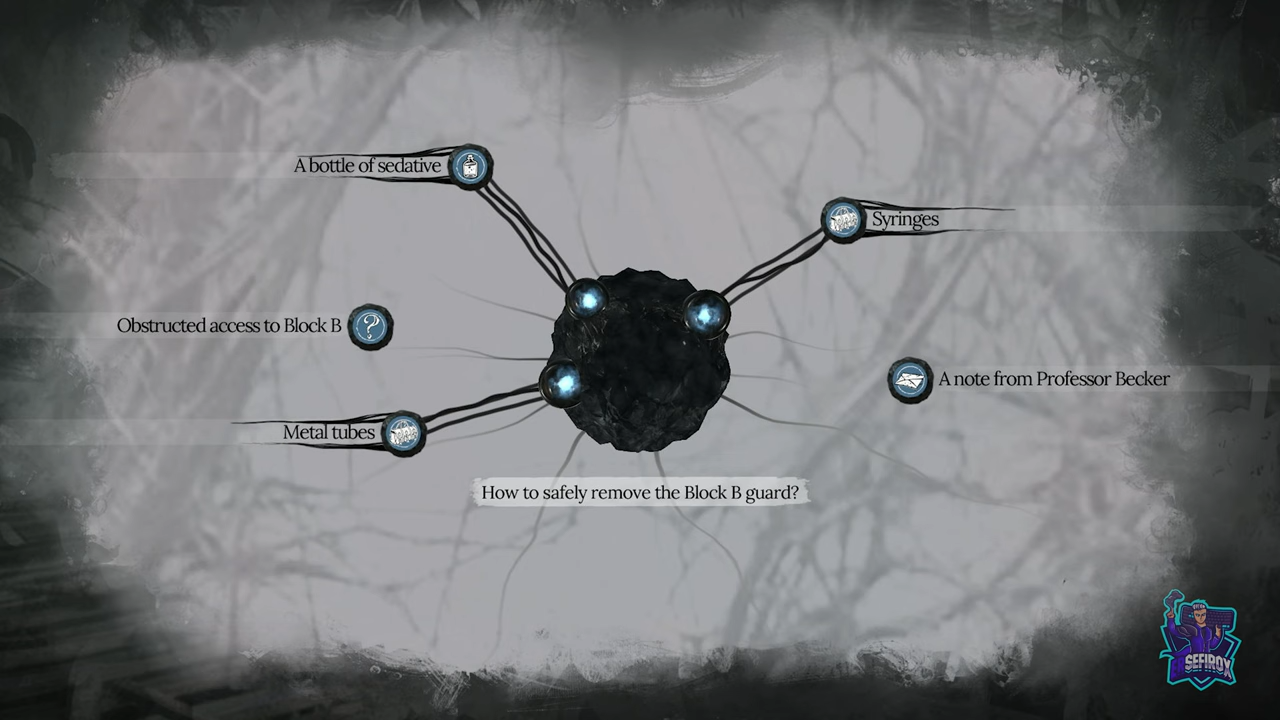 A bottle of sedative
Syringes
Obstructed access to Block B
A note from Professor Becker
Metal tubes
How to safely remove the Block B guard?
SEFIROX